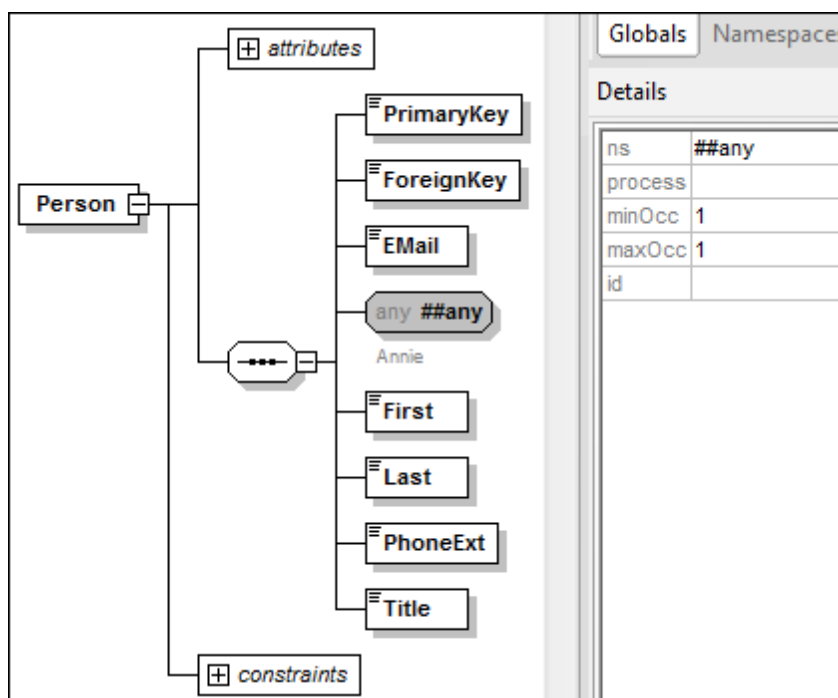 attributes
PrimaryKey
ForeignKey
Person
EMail
any ##any
Annie
First
Last
PhoneExt
Title
constraints
Globals Namespaces
Details
ns ##any
process
minOcc 1
maxOcc 1
id